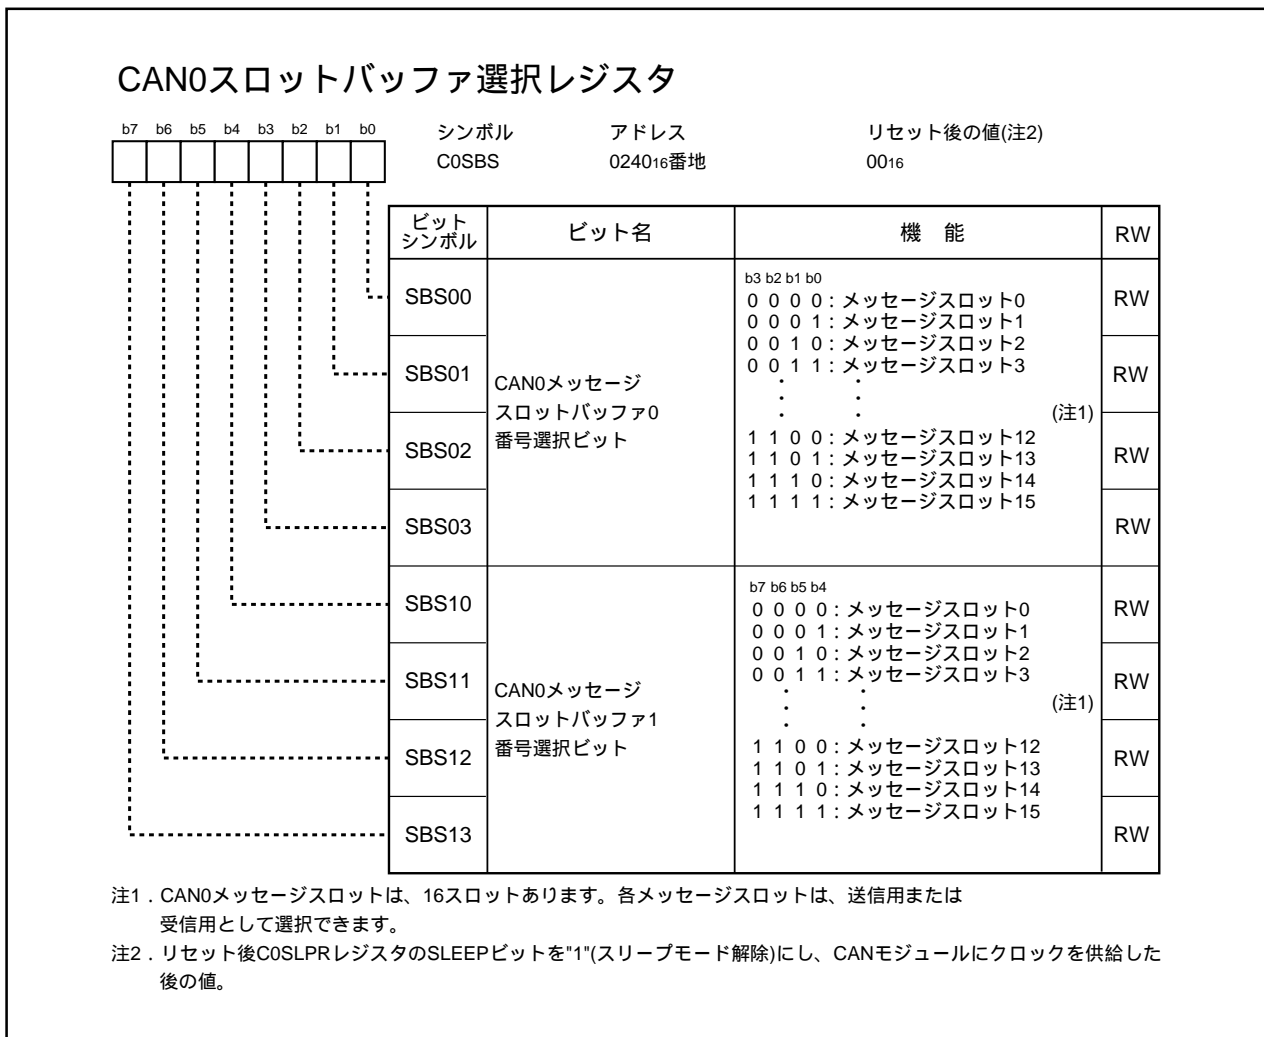 CAN0スロットバッファ選択レジスタ
b7 b6 b5 b4 b3 b2 b1 b0
シンボル アドレス リセット後の値(注2)
C0SBS 024016番地 0016
ビット
シンボル
ビット名
機 能
RW
SBS00
SBS01
SBS02
SBS03
CAN0メッセージ
スロットバッファ0
番号選択ビット
b3 b2 b1 b0
0 0 0 0 : メッセージスロット0
0 0 0 1 : メッセージスロット1
0 0 1 0 : メッセージスロット2
0 0 1 1 : メッセージスロット3
・ ・
・ ・
・ ・
(注1)
1 1 0 0 : メッセージスロット12
1 1 0 1 : メッセージスロット13
1 1 1 0 : メッセージスロット14
1 1 1 1 : メッセージスロット15
RW
RW
RW
RW
SBS10
SBS11
SBS12
SBS13
CAN0メッセージ
スロットバッファ1
番号選択ビット
b7 b6 b5 b4
0 0 0 0 : メッセージスロット0
0 0 0 1 : メッセージスロット1
0 0 1 0 : メッセージスロット2
0 0 1 1 : メッセージスロット3
・ ・
・ ・
・ ・
(注1)
1 1 0 0 : メッセージスロット12
1 1 0 1 : メッセージスロット13
1 1 1 0 : メッセージスロット14
1 1 1 1 : メッセージスロット15
RW
RW
RW
RW
注1．CAN0メッセージスロットは、16スロットあります。各メッセージスロットは、送信用または
受信用として選択できます。
注2．リセット後C0SLPRレジスタのSLEEPビットを"1"(スリープモード解除)にし、CANモジュールにクロックを供給した
後の値。